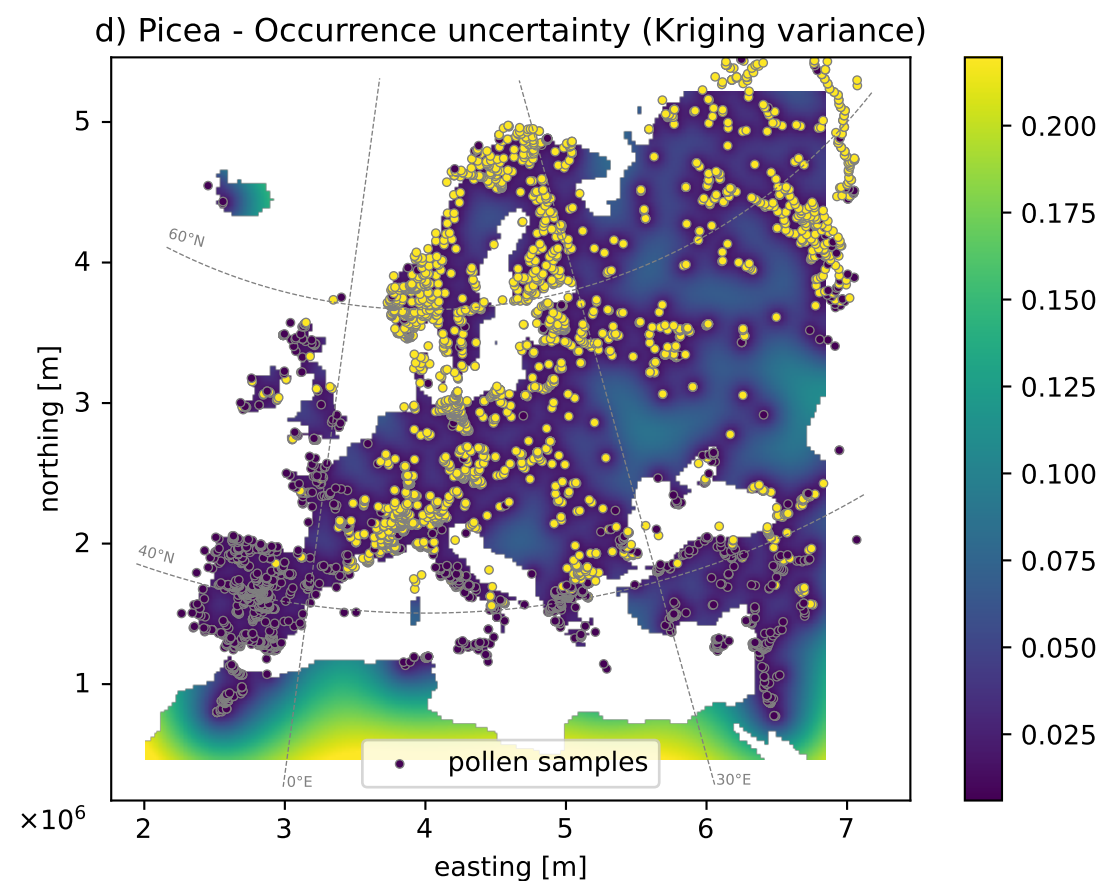 d) Picea - Occurrence uncertainty (Kriging variance)
5
4
3
2
1
northing [m]
60°N
40°N
0°E
30°E
pollen samples
×10⁶
2 3 4 5 6 7
easting [m]
0.200
0.175
0.150
0.125
0.100
0.075
0.050
0.025